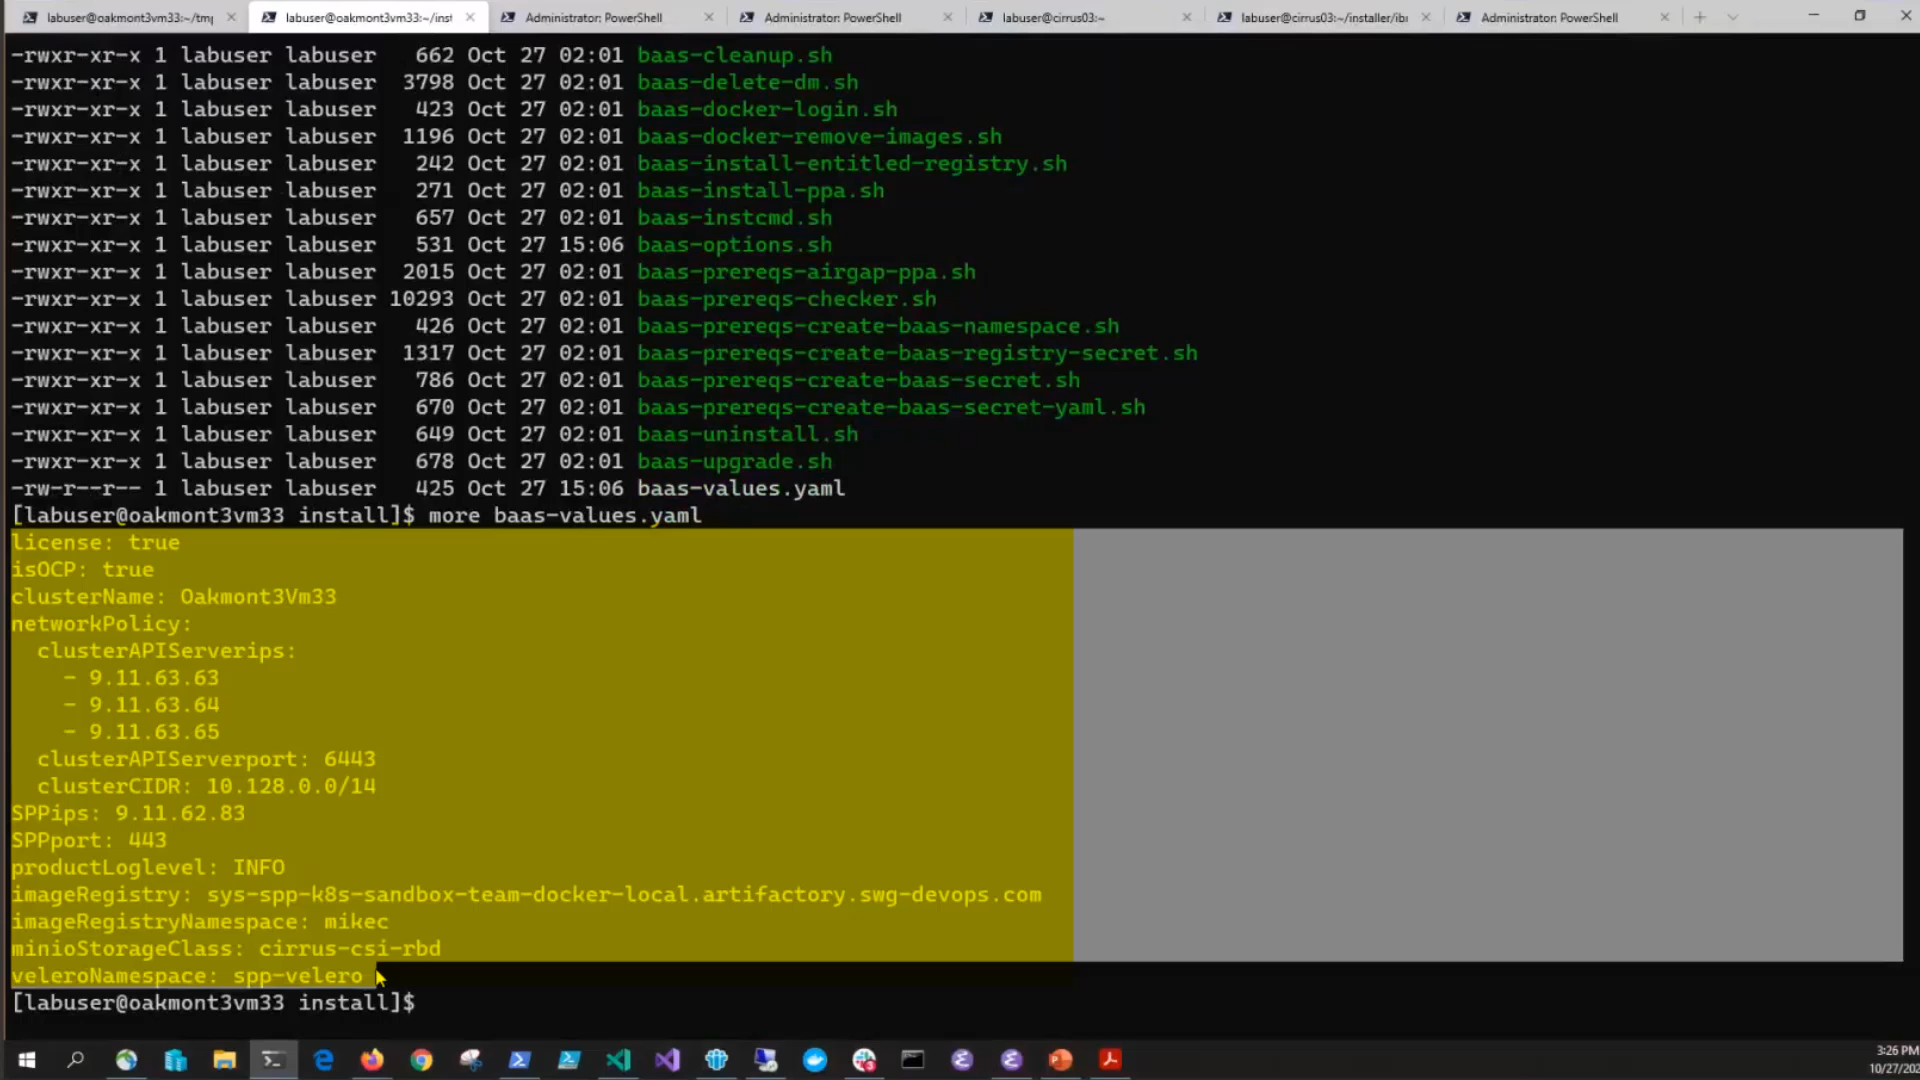 labuser@oakmont3vm33:~/tmp
labuser@oakmont3vm33:~/inst
Administrator: PowerShell
Administrator: PowerShell
labuser@cirrus03:~
labuser@cirrus03:~/installer/ibm
Administrator: PowerShell
-rwxr-xr-x 1 labuser labuser 662 Oct 27 02:01 baas-cleanup.sh
-rwxr-xr-x 1 labuser labuser 3798 Oct 27 02:01 baas-delete-dm.sh
-rwxr-xr-x 1 labuser labuser 423 Oct 27 02:01 baas-docker-login.sh
-rwxr-xr-x 1 labuser labuser 1196 Oct 27 02:01 baas-docker-remove-images.sh
-rwxr-xr-x 1 labuser labuser 242 Oct 27 02:01 baas-install-entitled-registry.sh
-rwxr-xr-x 1 labuser labuser 271 Oct 27 02:01 baas-install-ppa.sh
-rwxr-xr-x 1 labuser labuser 657 Oct 27 02:01 baas-instcmd.sh
-rwxr-xr-x 1 labuser labuser 531 Oct 27 15:06 baas-options.sh
-rwxr-xr-x 1 labuser labuser 2015 Oct 27 02:01 baas-prereqs-airgap-ppa.sh
-rwxr-xr-x 1 labuser labuser 10293 Oct 27 02:01 baas-prereqs-checker.sh
-rwxr-xr-x 1 labuser labuser 426 Oct 27 02:01 baas-prereqs-create-baas-namespace.sh
-rwxr-xr-x 1 labuser labuser 1317 Oct 27 02:01 baas-prereqs-create-baas-registry-secret.sh
-rwxr-xr-x 1 labuser labuser 786 Oct 27 02:01 baas-prereqs-create-baas-secret.sh
-rwxr-xr-x 1 labuser labuser 670 Oct 27 02:01 baas-prereqs-create-baas-secret-yaml.sh
-rwxr-xr-x 1 labuser labuser 649 Oct 27 02:01 baas-uninstall.sh
-rwxr-xr-x 1 labuser labuser 678 Oct 27 02:01 baas-upgrade.sh
-rw-r--r-- 1 labuser labuser 425 Oct 27 15:06 baas-values.yaml
[labuser@oakmont3vm33 install]$ more baas-values.yaml
license: true
isOCP: true
clusterName: Oakmont3Vm33
networkPolicy:
  clusterAPIServerips:
    - 9.11.63.63
    - 9.11.63.64
    - 9.11.63.65
  clusterAPIServerport: 6443
  clusterCIDR: 10.128.0.0/14
SPPips: 9.11.62.83
SPPport: 443
productLoglevel: INFO
imageRegistry: sys-spp-k8s-sandbox-team-docker-local.artifactory.swg-devops.com
imageRegistryNamespace: mikec
minioStorageClass: cirrus-csi-rbd
veleroNamespace: spp-velero
[labuser@oakmont3vm33 install]$
3:26 PM
10/27/202